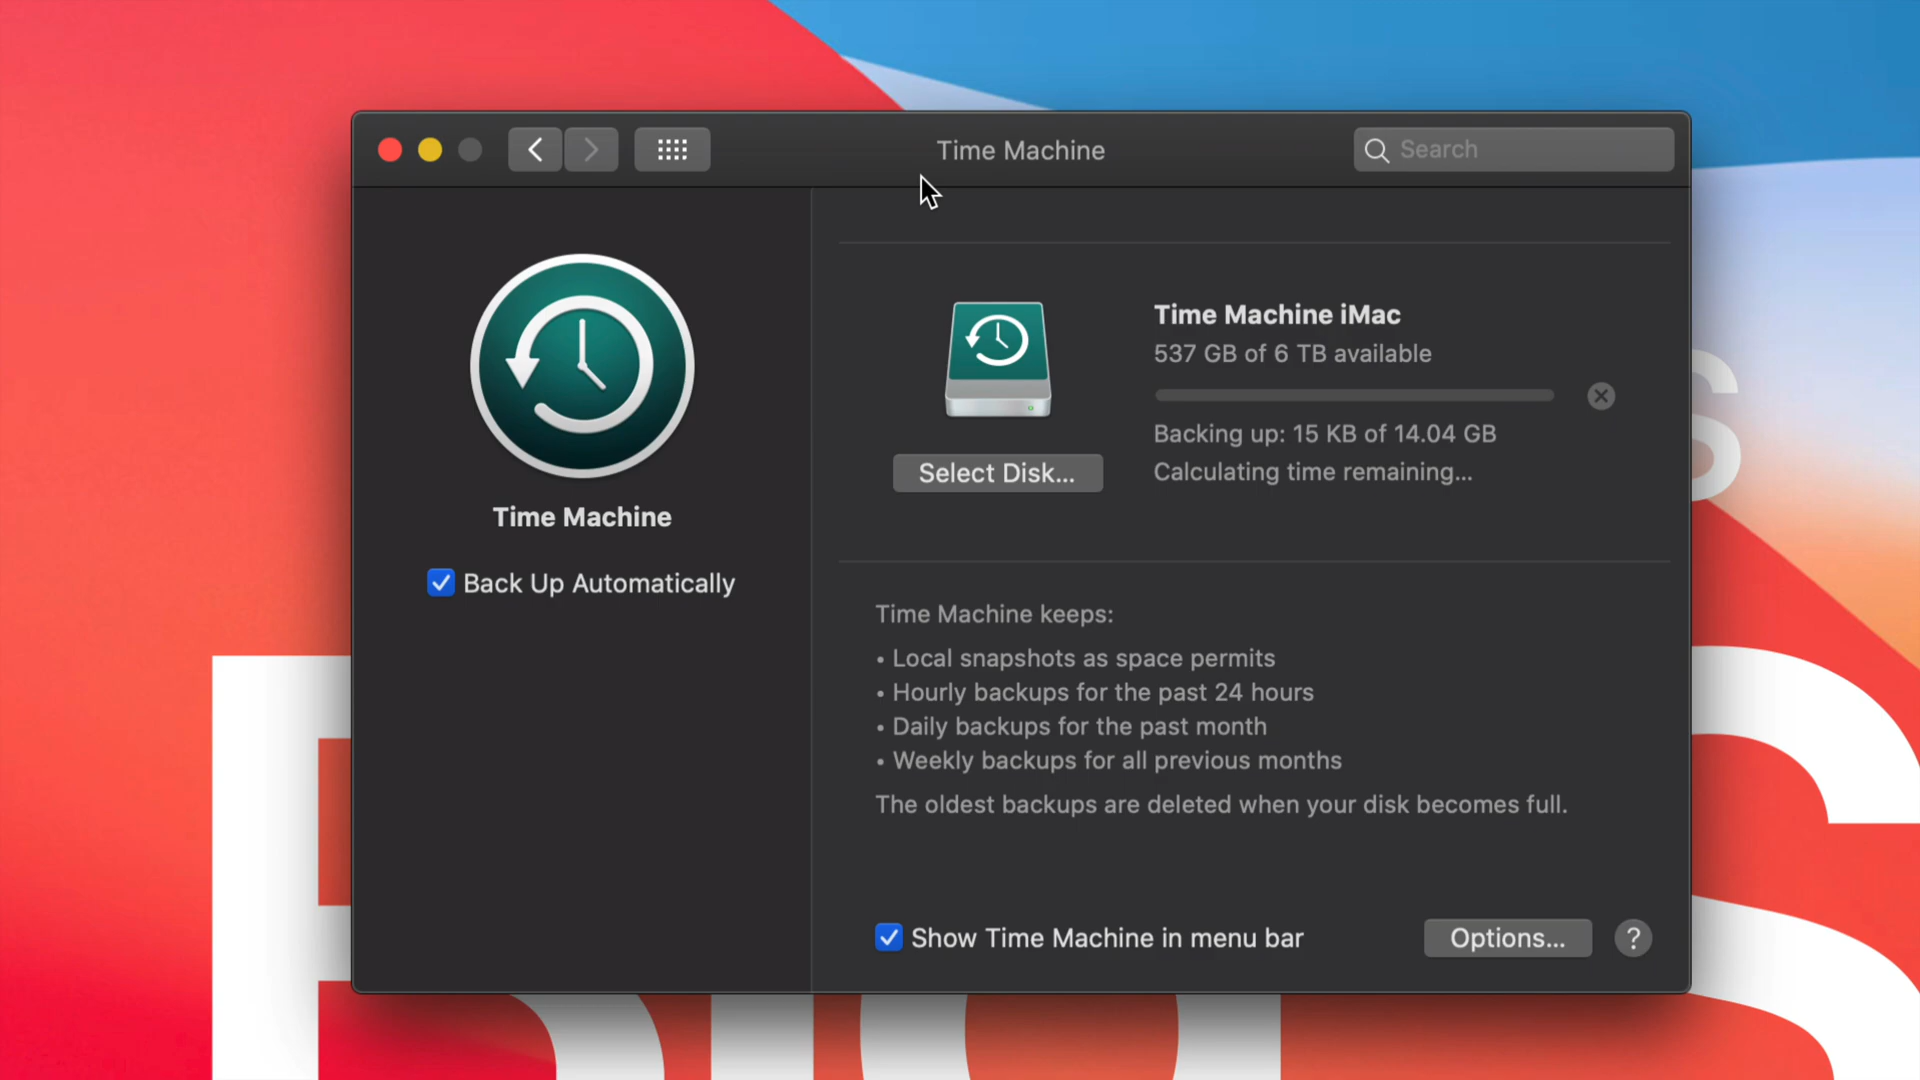 Time Machine
Search
Time Machine iMac
537 GB of 6 TB available
Backing up: 15 KB of 14.04 GB
Select Disk...
Calculating time remaining...
Time Machine
Back Up Automatically
Time Machine keeps:
• Local snapshots as space permits
• Hourly backups for the past 24 hours
• Daily backups for the past month
• Weekly backups for all previous months
The oldest backups are deleted when your disk becomes full.
Show Time Machine in menu bar
Options...
?